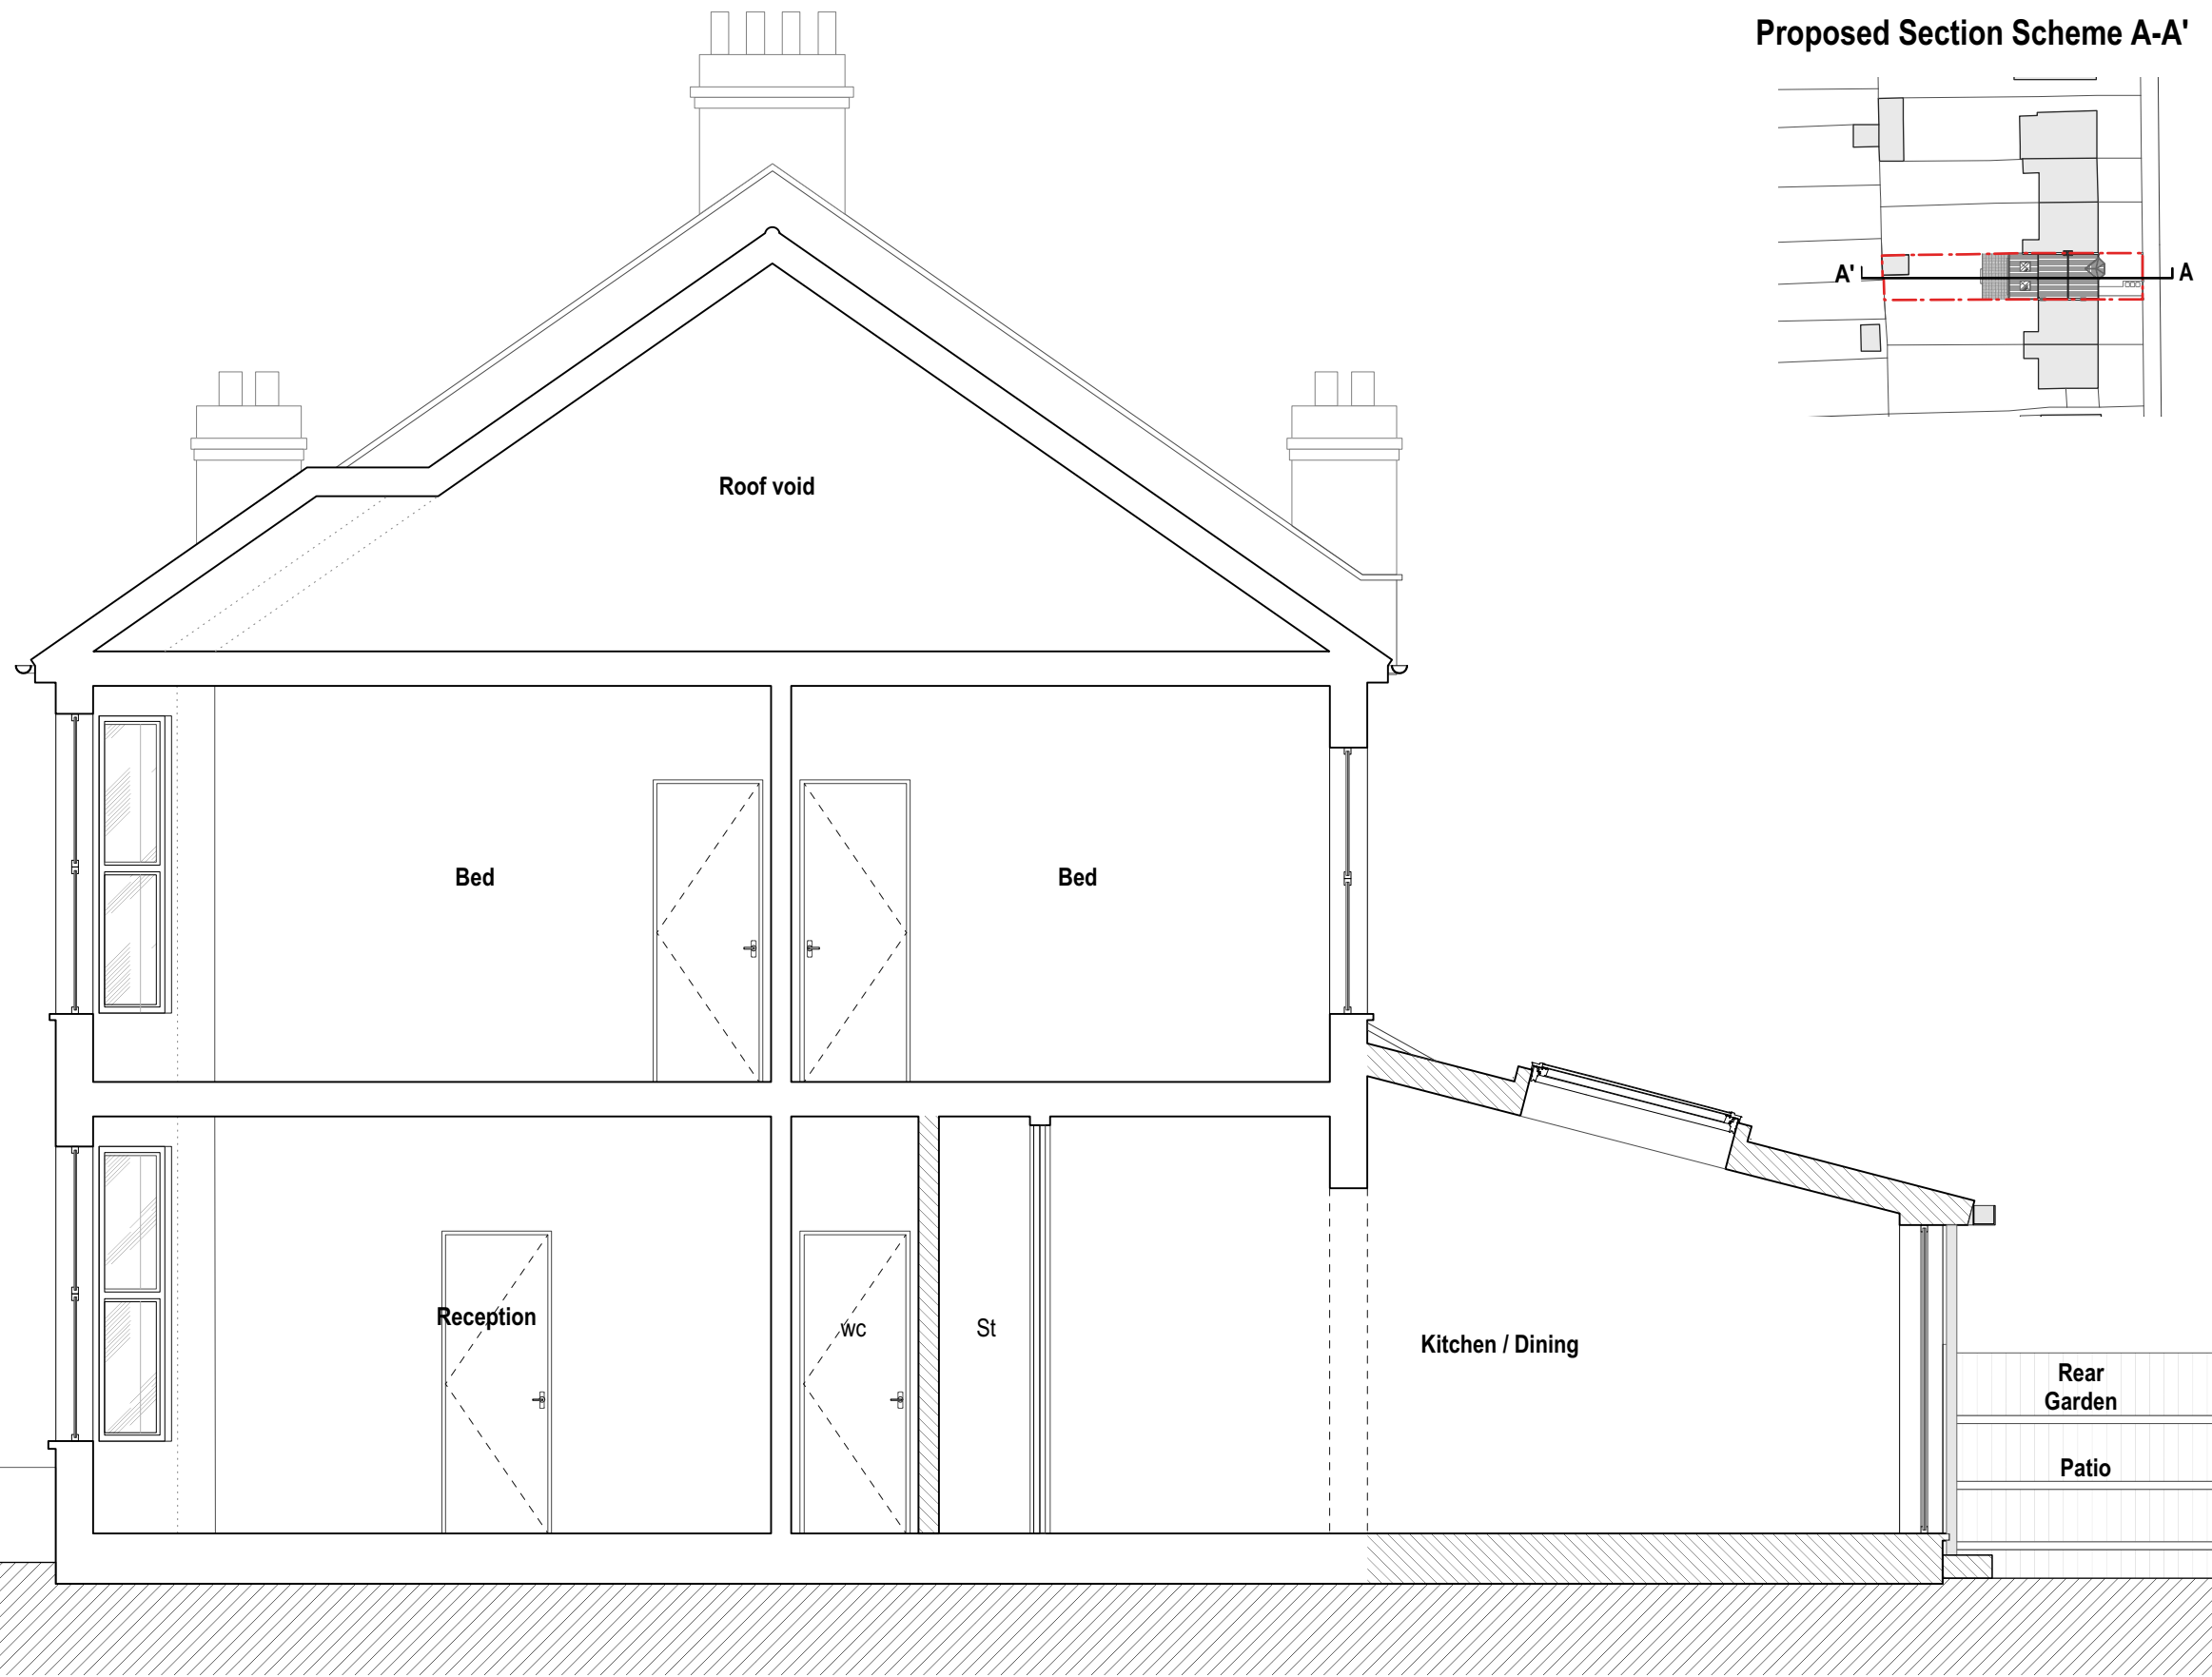 Proposed Section Scheme A-A'
A' A
Roof void
Bed Bed
Reception
wc
St
Kitchen / Dining
Rear
Garden
Patio